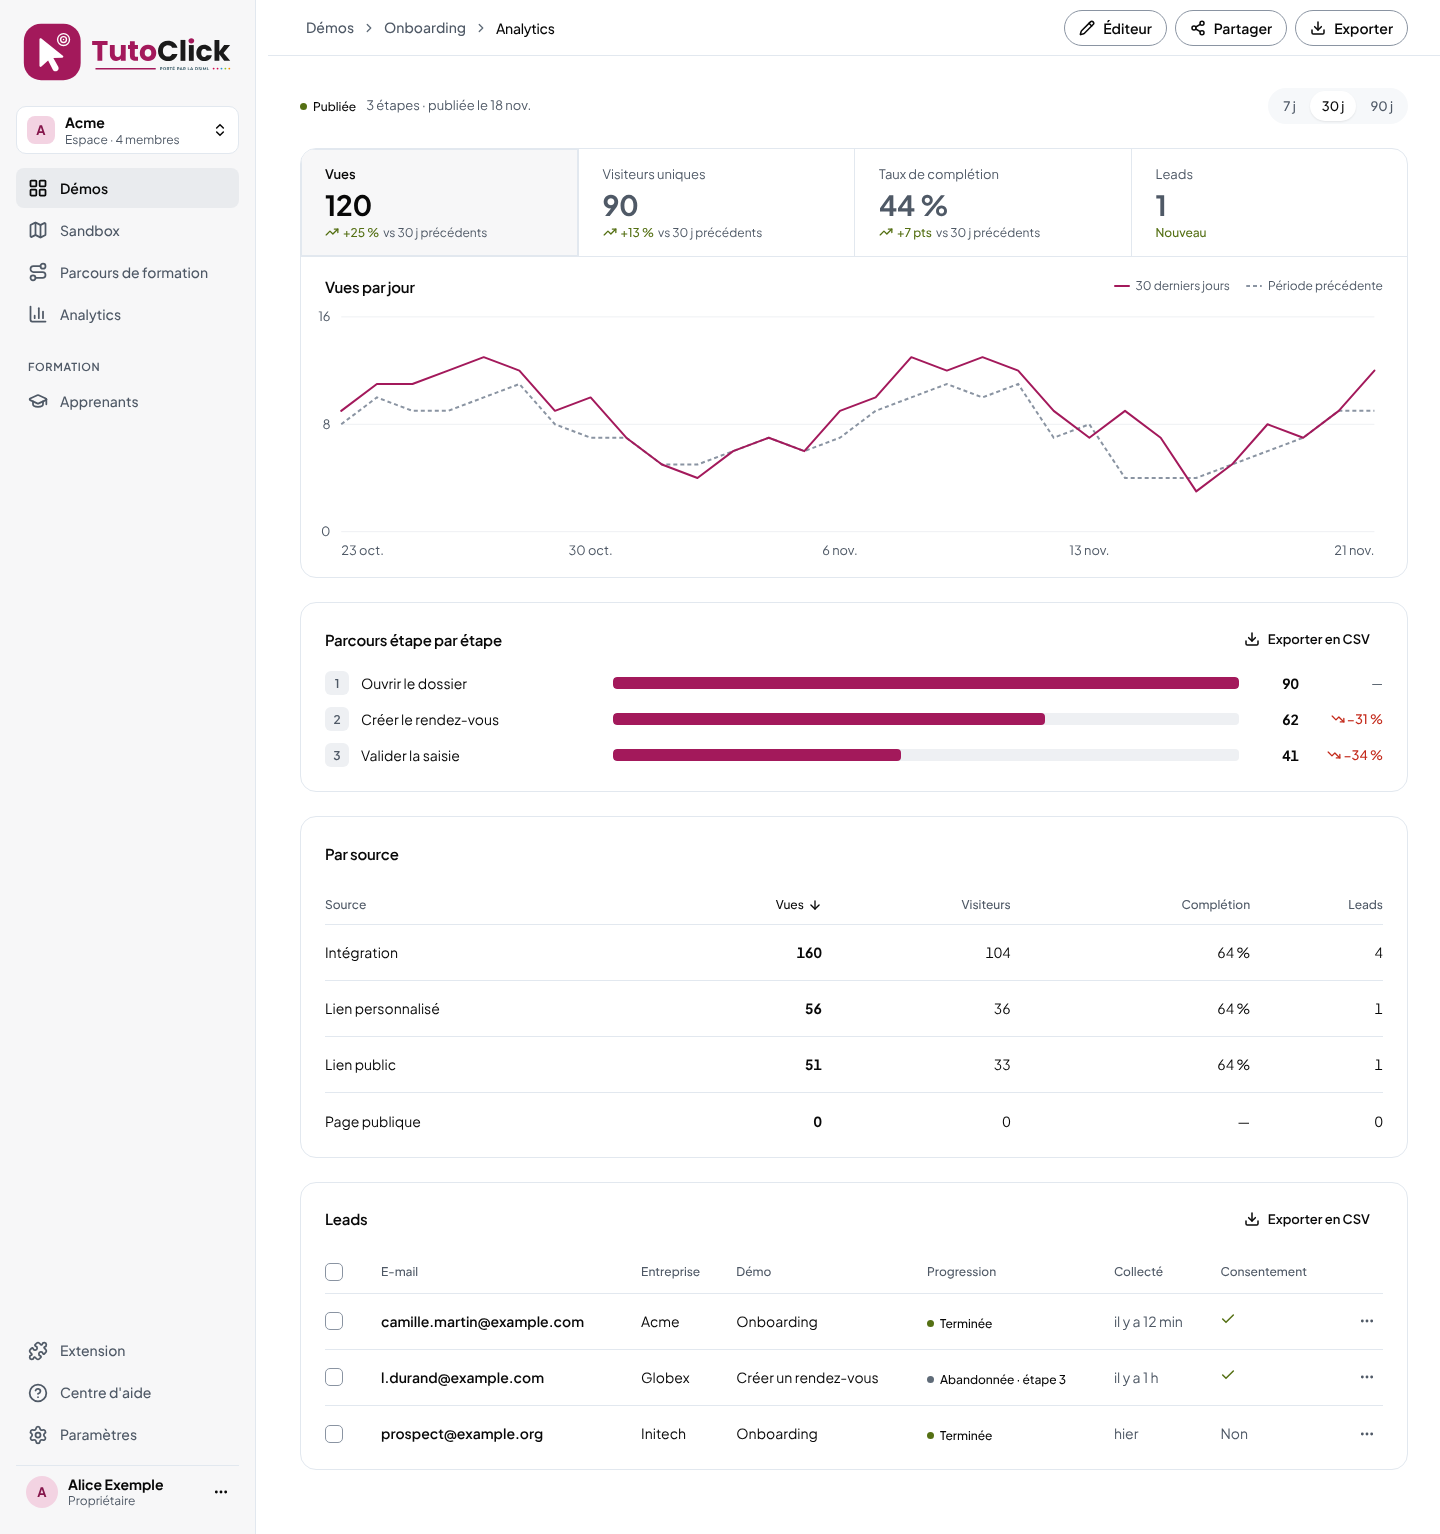 TutoClick
PORTÉ PAR LA DSIML
A
Acme
Espace · 4 membres
Démos
Sandbox
Parcours de formation
Analytics
FORMATION
Apprenants
Extension
Centre d'aide
Paramètres
A
Alice Exemple
Propriétaire
Démos > Onboarding > Analytics
Éditeur
Partager
Exporter
Publiée 3 étapes · publiée le 18 nov.
7 j 30 j 90 j
Vues
120
+25 % vs 30 j précédents
Visiteurs uniques
90
+13 % vs 30 j précédents
Taux de complétion
44 %
+7 pts vs 30 j précédents
Leads
1
Nouveau
Vues par jour
30 derniers jours Période précédente
16
8
0
23 oct. 30 oct. 6 nov. 13 nov. 21 nov.
Parcours étape par étape Exporter en CSV
1 Ouvrir le dossier 90 —
2 Créer le rendez-vous 62 −31 %
3 Valider la saisie 41 −34 %
Par source
Source Vues Visiteurs Complétion Leads
Intégration 160 104 64 % 4
Lien personnalisé 56 36 64 % 1
Lien public 51 33 64 % 1
Page publique 0 0 — 0
Leads Exporter en CSV
E-mail Entreprise Démo Progression Collecté Consentement
camille.martin@example.com Acme Onboarding Terminée il y a 12 min
l.durand@example.com Globex Créer un rendez-vous Abandonnée · étape 3 il y a 1 h
prospect@example.org Initech Onboarding Terminée hier Non